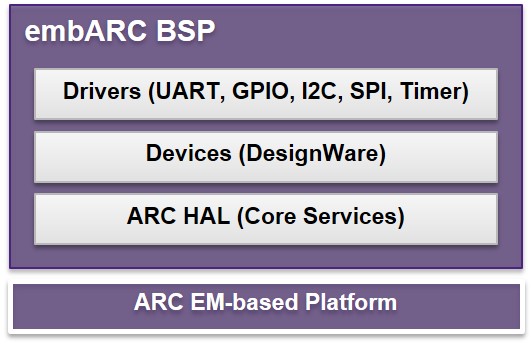 embARC BSP
Drivers (UART, GPIO, I2C, SPI, Timer)
Devices (DesignWare)
ARC HAL (Core Services)
ARC EM-based Platform